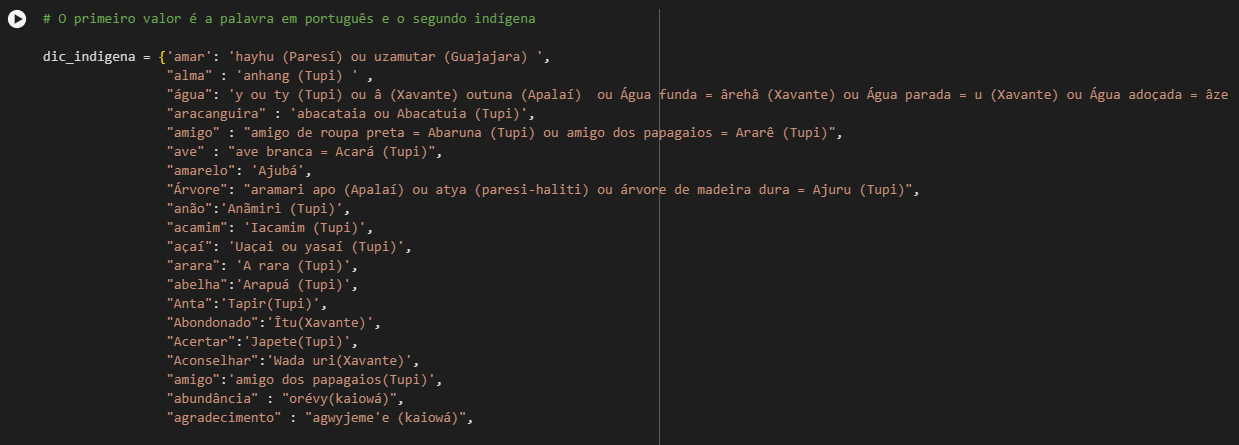 # O primeiro valor é a palavra em português e o segundo indígena
dic_indigena = {'amar': 'hayhu (Paresí) ou uzamutar (Guajajara) ',
"alma" : 'anhang (Tupi) ' ,
"água": 'y ou ty (Tupi) ou â (Xavante) outuna (Apalaí)  ou Água funda = ârehâ (Xavante) ou Água parada = u (Xavante) ou Água adoçada = âze
"aracanguira" : 'abacataia ou Abacatuia (Tupi)',
"amigo" : "amigo de roupa preta = Abaruna (Tupi) ou amigo dos papagaios = Ararê (Tupi)",
"ave" : "ave branca = Acará (Tupi)",
"amarelo": 'Ajubá',
"Árvore": "aramari apo (Apalaí) ou atya (paresi-haliti) ou árvore de madeira dura = Ajuru (Tupi)",
"anão":'Anãmiri (Tupi)',
"acamim": 'Iacamim (Tupi)',
"açaí": 'Uaçai ou yasaí (Tupi)',
"arara": 'A rara (Tupi)',
"abelha":'Arapuá (Tupi)',
"Anta":'Tapir(Tupi)',
"Abondonado":'Ĩtu(Xavante)',
"Acertar":'Japete(Tupi)',
"Aconselhar":'Wada uri(Xavante)',
"amigo":'amigo dos papagaios(Tupi)',
"abundância" : "orévy(kaiowá)",
"agradecimento" : "agwyjeme'e (kaiowá)",